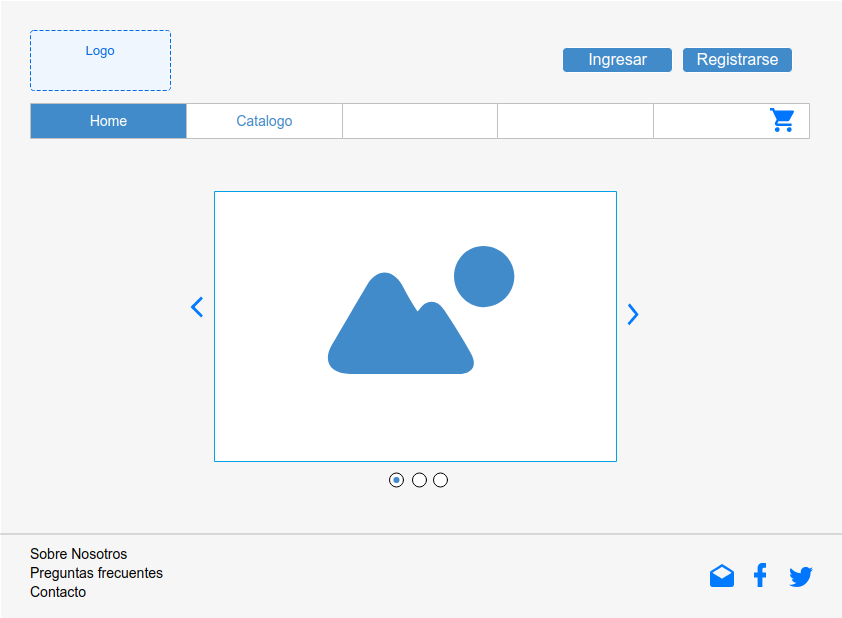 Logo
Ingresar
Registrarse
Home
Catalogo
Sobre Nosotros
Preguntas frecuentes
Contacto